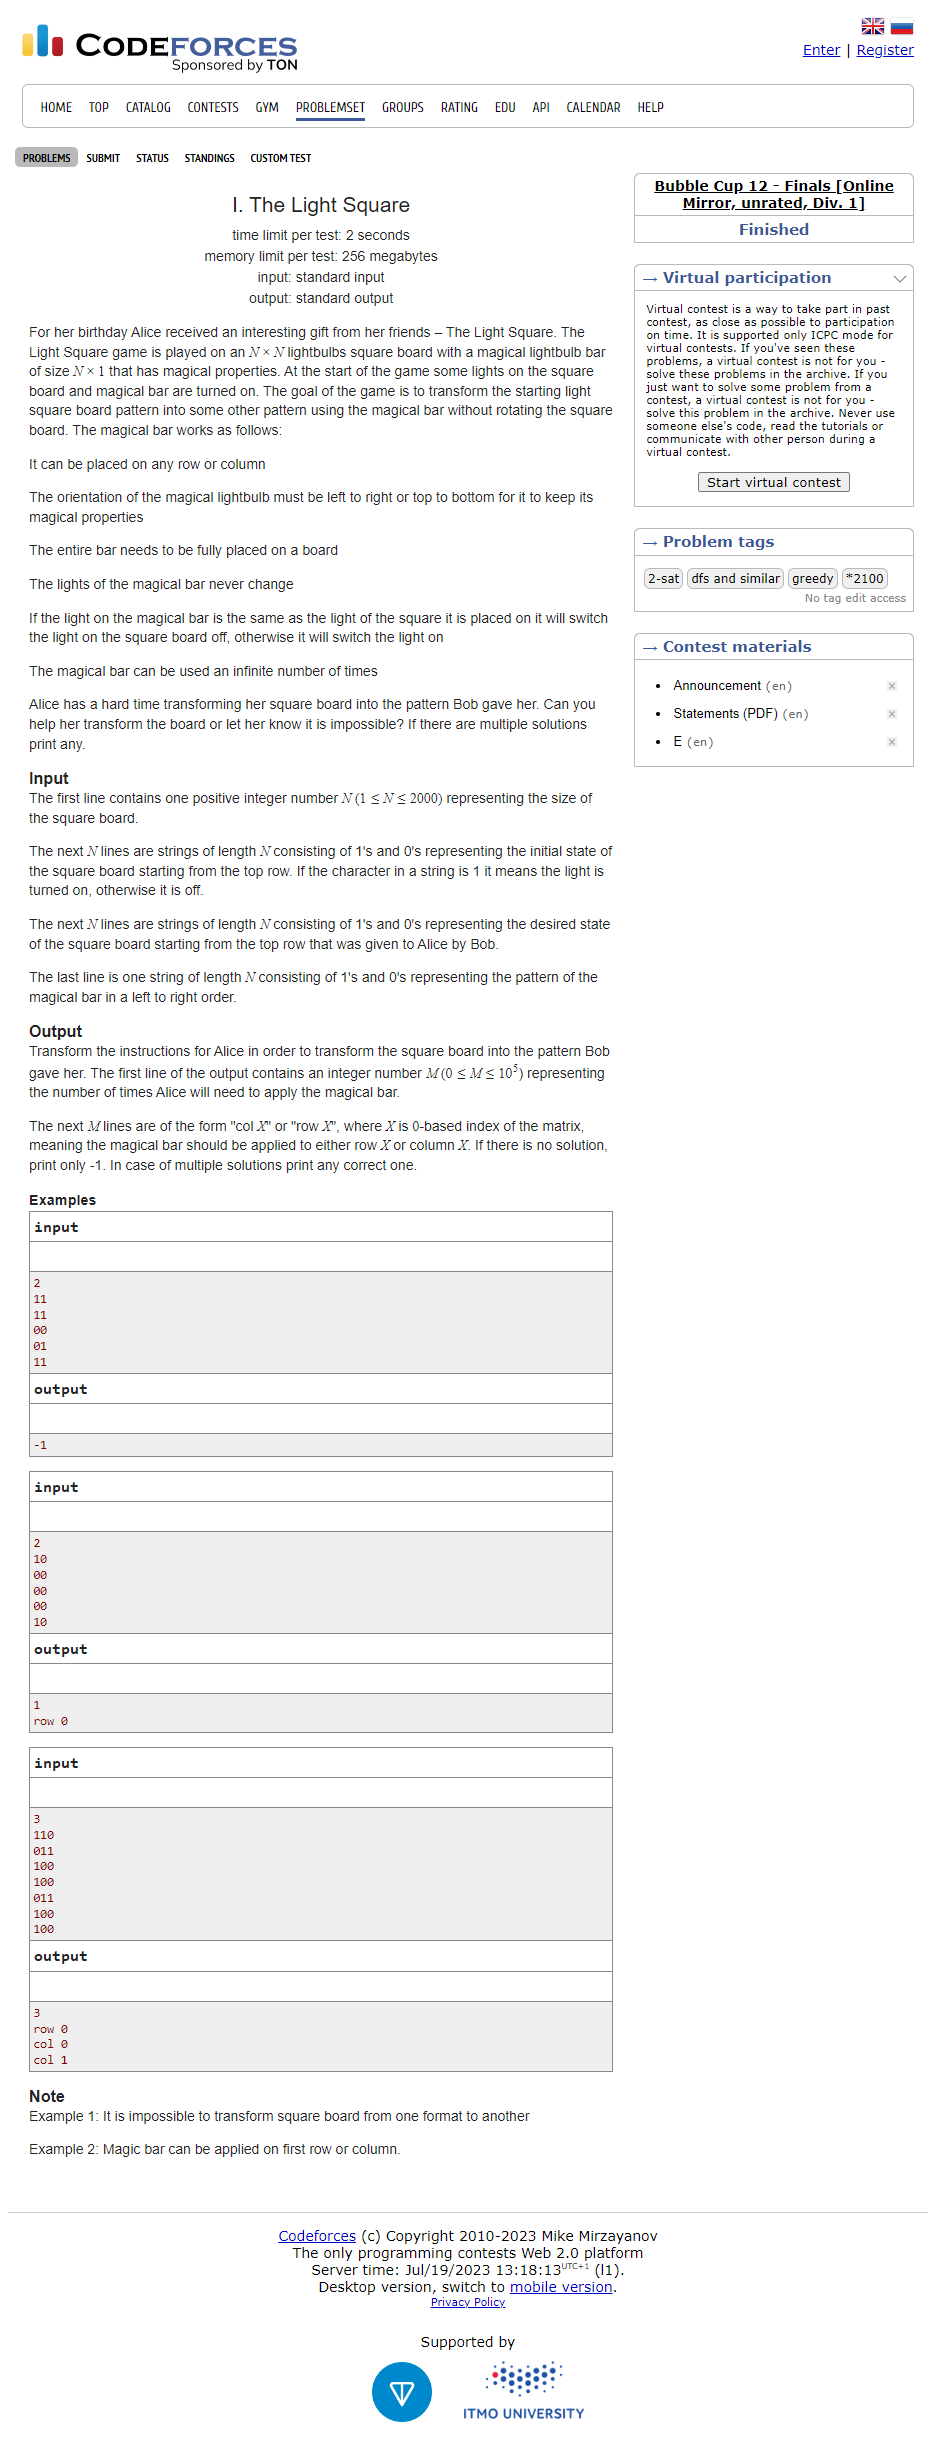 CODEFORCES
Sponsored by TON
Enter | Register
HOME TOP CATALOG CONTESTS GYM PROBLEMSET GROUPS RATING EDU API CALENDAR HELP
PROBLEMS SUBMIT STATUS STANDINGS CUSTOM TEST
I. The Light Square
time limit per test: 2 seconds
memory limit per test: 256 megabytes
input: standard input
output: standard output
For her birthday Alice received an interesting gift from her friends – The Light Square. The
Light Square game is played on an N × N lightbulbs square board with a magical lightbulb bar
of size N × 1 that has magical properties. At the start of the game some lights on the square
board and magical bar are turned on. The goal of the game is to transform the starting light
square board pattern into some other pattern using the magical bar without rotating the square
board. The magical bar works as follows:
It can be placed on any row or column
The orientation of the magical lightbulb must be left to right or top to bottom for it to keep its
magical properties
The entire bar needs to be fully placed on a board
The lights of the magical bar never change
If the light on the magical bar is the same as the light of the square it is placed on it will switch
the light on the square board off, otherwise it will switch the light on
The magical bar can be used an infinite number of times
Alice has a hard time transforming her square board into the pattern Bob gave her. Can you
help her transform the board or let her know it is impossible? If there are multiple solutions
print any.
Input
The first line contains one positive integer number N (1 ≤ N ≤ 2000) representing the size of
the square board.
The next N lines are strings of length N consisting of 1's and 0's representing the initial state of
the square board starting from the top row. If the character in a string is 1 it means the light is
turned on, otherwise it is off.
The next N lines are strings of length N consisting of 1's and 0's representing the desired state
of the square board starting from the top row that was given to Alice by Bob.
The last line is one string of length N consisting of 1's and 0's representing the pattern of the
magical bar in a left to right order.
Output
Transform the instructions for Alice in order to transform the square board into the pattern Bob
gave her. The first line of the output contains an integer number M (0 ≤ M ≤ 10^5) representing
the number of times Alice will need to apply the magical bar.
The next M lines are of the form "col X" or "row X", where X is 0-based index of the matrix,
meaning the magical bar should be applied to either row X or column X. If there is no solution,
print only -1. In case of multiple solutions print any correct one.
Examples
input
2
11
11
00
01
11
output
-1
input
2
10
00
00
00
10
output
1
row 0
input
3
110
011
100
100
011
100
100
output
3
row 0
col 0
col 1
Note
Example 1: It is impossible to transform square board from one format to another
Example 2: Magic bar can be applied on first row or column.
Bubble Cup 12 - Finals [Online
Mirror, unrated, Div. 1]
Finished
→ Virtual participation
Virtual contest is a way to take part in past
contest, as close as possible to participation
on time. It is supported only ICPC mode for
virtual contests. If you've seen these
problems, a virtual contest is not for you -
solve these problems in the archive. If you
just want to solve some problem from a
contest, a virtual contest is not for you -
solve this problem in the archive. Never use
someone else's code, read the tutorials or
communicate with other person during a
virtual contest.
Start virtual contest
→ Problem tags
2-sat dfs and similar greedy *2100
No tag edit access
→ Contest materials
• Announcement (en) ×
• Statements (PDF) (en) ×
• E (en) ×
Codeforces (c) Copyright 2010-2023 Mike Mirzayanov
The only programming contests Web 2.0 platform
Server time: Jul/19/2023 13:18:13 UTC+1 (l1).
Desktop version, switch to mobile version.
Privacy Policy
Supported by
ITMO UNIVERSITY